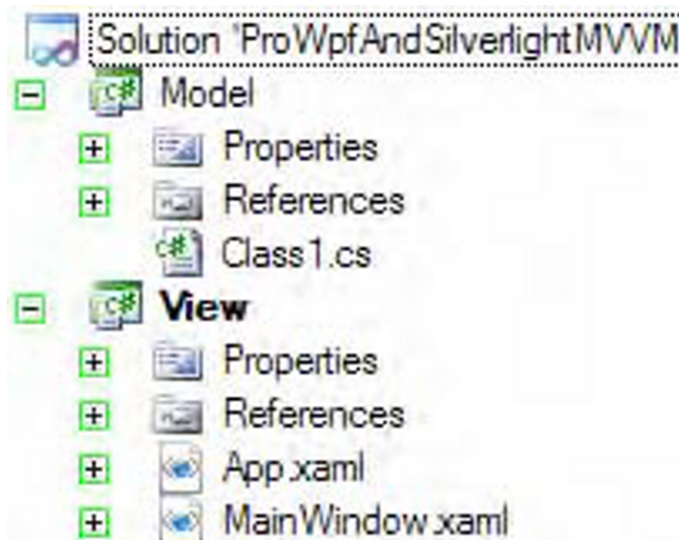 Solution 'ProWpfAndSilverlightMVVM
Model
Properties
References
Class1.cs
View
Properties
References
App.xaml
MainWindow.xaml